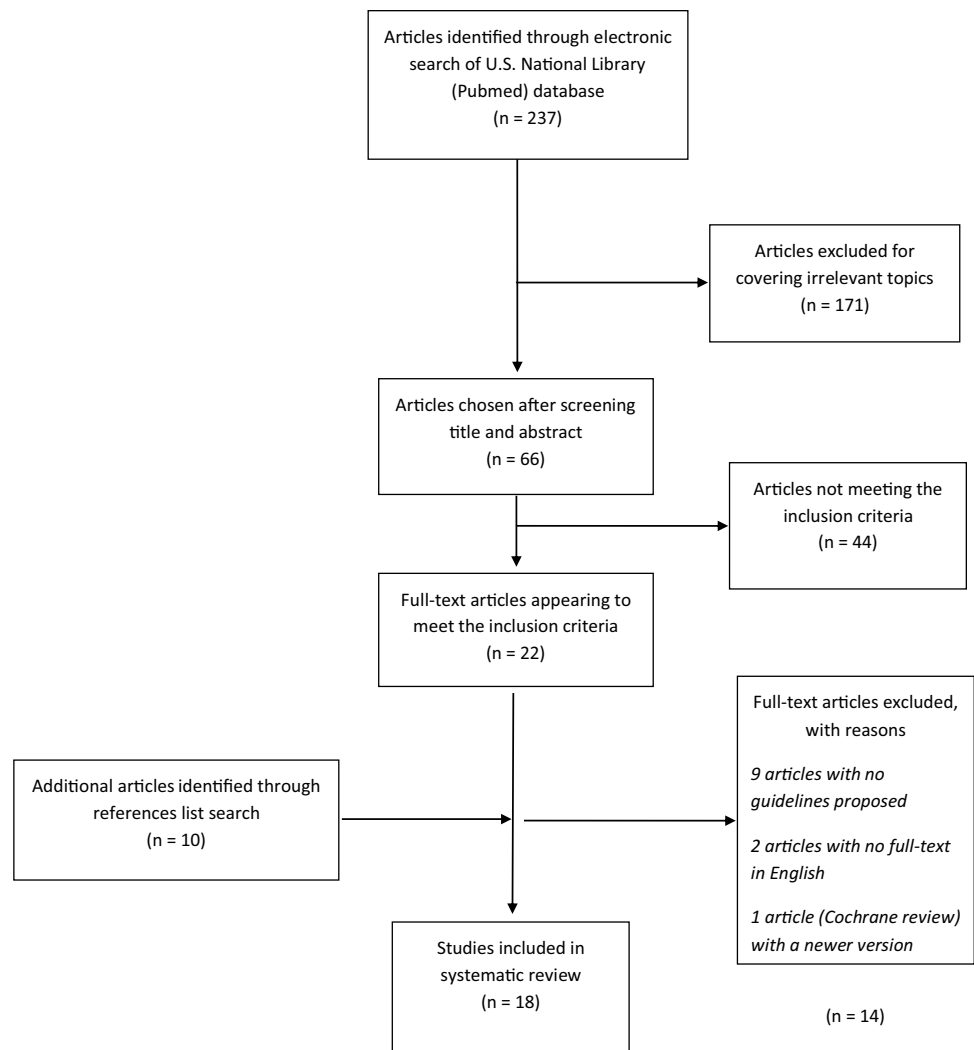 Articles identified through electronic
search of U.S. National Library
(Pubmed) database
(n = 237)
Articles excluded for
covering irrelevant topics
(n = 171)
Articles chosen after screening
title and abstract
(n = 66)
Articles not meeting the
inclusion criteria
(n = 44)
Full-text articles appearing to
meet the inclusion criteria
(n = 22)
Additional articles identified through
references list search
(n = 10)
Full-text articles excluded,
with reasons
9 articles with no
guidelines proposed
2 articles with no full-text
in English
1 article (Cochrane review)
with a newer version
(n = 14)
Studies included in
systematic review
(n = 18)